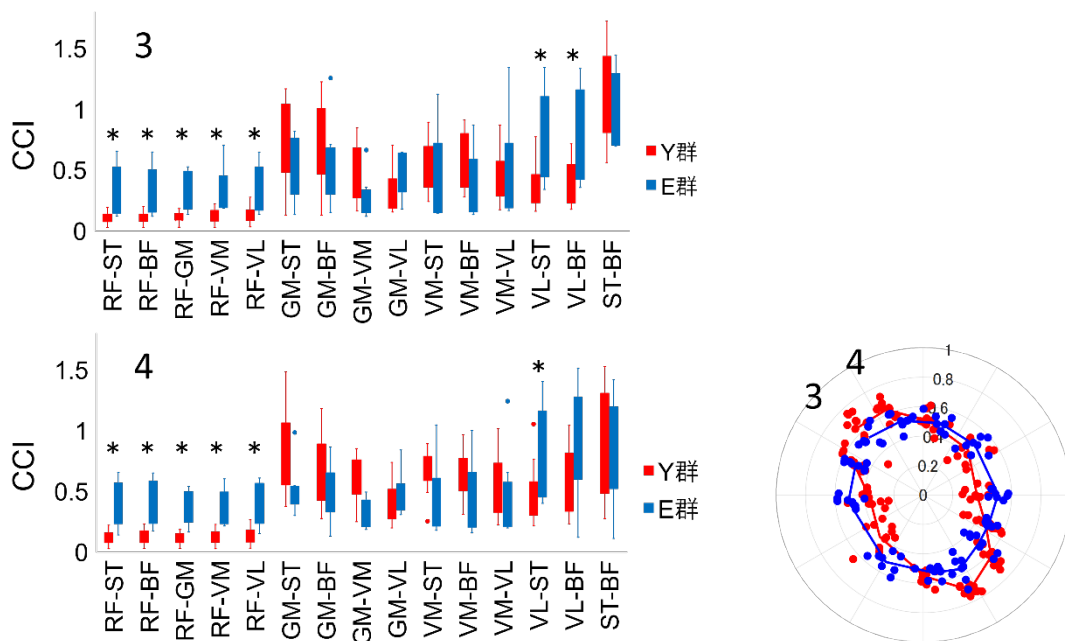 3
1.5
1
0.5
0
CCI
* * * * * * *
Y群
E群
RF-ST RF-BF RF-GM RF-VM RF-VL GM-ST GM-BF GM-VM GM-VL VM-ST VM-BF VM-VL VL-ST VL-BF ST-BF
4
1.5
1
0.5
0
CCI
* * * * * *
Y群
E群
RF-ST RF-BF RF-GM RF-VM RF-VL GM-ST GM-BF GM-VM GM-VL VM-ST VM-BF VM-VL VL-ST VL-BF ST-BF
3 4
1
0.8
0.6
0.4
0.2
0